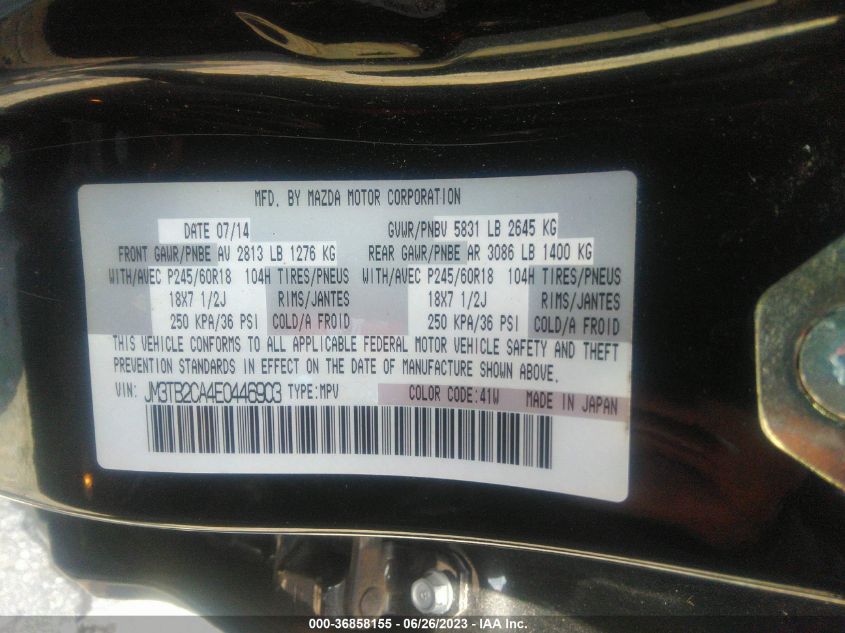 MFD. BY MAZDA MOTOR CORPORATION
DATE 07/14 GVWR/PNBV 5831 LB 2645 KG
FRONT GAWR/PNBE AV 2813 LB 1276 KG REAR GAWR/PNBE AR 3086 LB 1400 KG
WITH/AVEC P245/60R18 104H TIRES/PNEUS WITH/AVEC P245/60R18 104H TIRES/PNEUS
18X7 1/2J RIMS/JANTES 18X7 1/2J RIMS/JANTES
250 KPA/36 PSI COLD/A FROID 250 KPA/36 PSI COLD/A FROID
THIS VEHICLE CONFORMS TO ALL APPLICABLE FEDERAL MOTOR VEHICLE SAFETY AND THEFT
PREVENTION STANDARDS IN EFFECT ON THE DATE OF MANUFACTURE SHOWN ABOVE.
VIN: JM3TB2CA4E0446903 TYPE:MPV COLOR CODE:41W MADE IN JAPAN
000-36858155 - 06/26/2023 - IAA Inc.